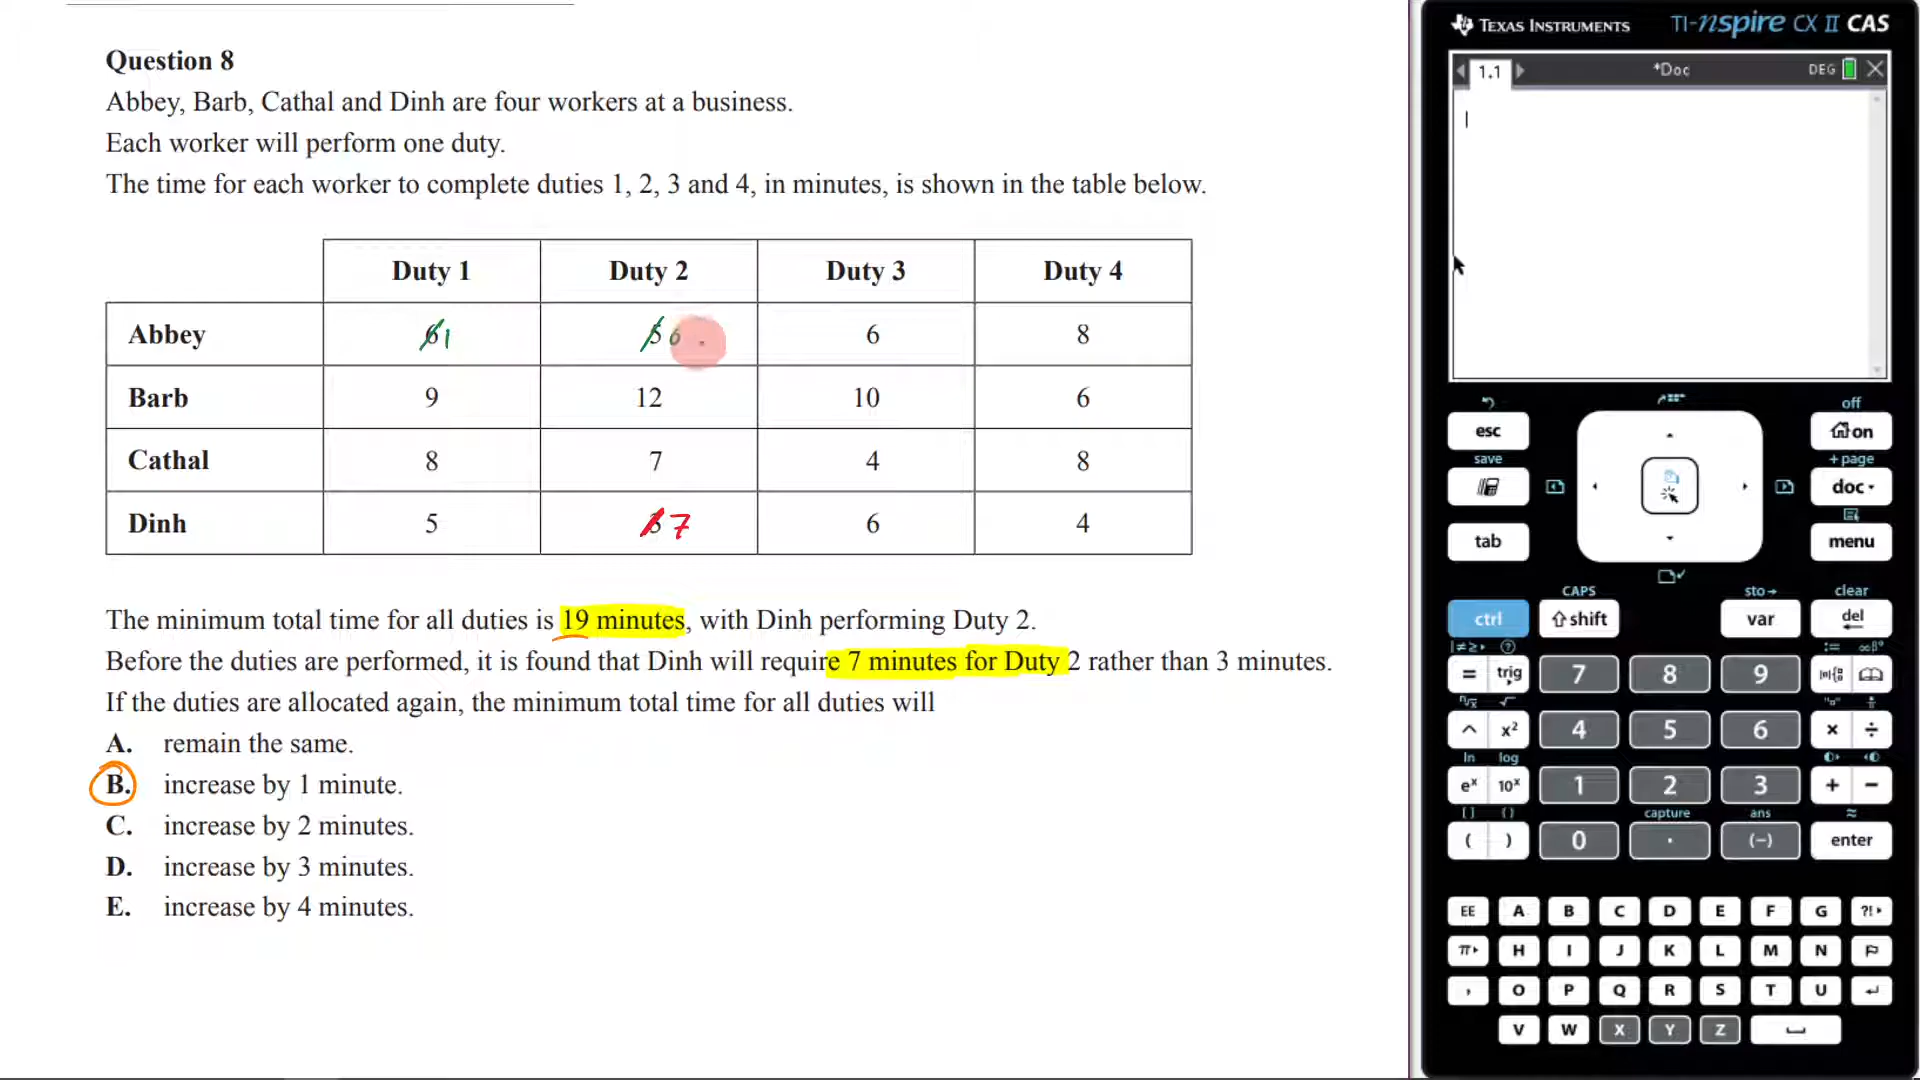 Question 8
Abbey, Barb, Cathal and Dinh are four workers at a business.
Each worker will perform one duty.
The time for each worker to complete duties 1, 2, 3 and 4, in minutes, is shown in the table below.
Duty 1 Duty 2 Duty 3 Duty 4
Abbey 6 1 5 6 6 8
Barb 9 12 10 6
Cathal 8 7 4 8
Dinh 5 3 7 6 4
The minimum total time for all duties is 19 minutes, with Dinh performing Duty 2.
Before the duties are performed, it is found that Dinh will require 7 minutes for Duty 2 rather than 3 minutes.
If the duties are allocated again, the minimum total time for all duties will
A. remain the same.
B. increase by 1 minute.
C. increase by 2 minutes.
D. increase by 3 minutes.
E. increase by 4 minutes.
TEXAS INSTRUMENTS TI-nspire CX II CAS
1.1 *Doc DEG
off
esc on
save + page
doc
tab menu
CAPS sto→ clear
ctrl shift var del
= trig 7 8 9
^ x² 4 5 6 × ÷
ln log
eˣ 10ˣ 1 2 3 + −
[] {} capture ans ≈
( ) 0 . (−) enter
EE A B C D E F G ?!
π H I J K L M N
, O P Q R S T U
V W X Y Z